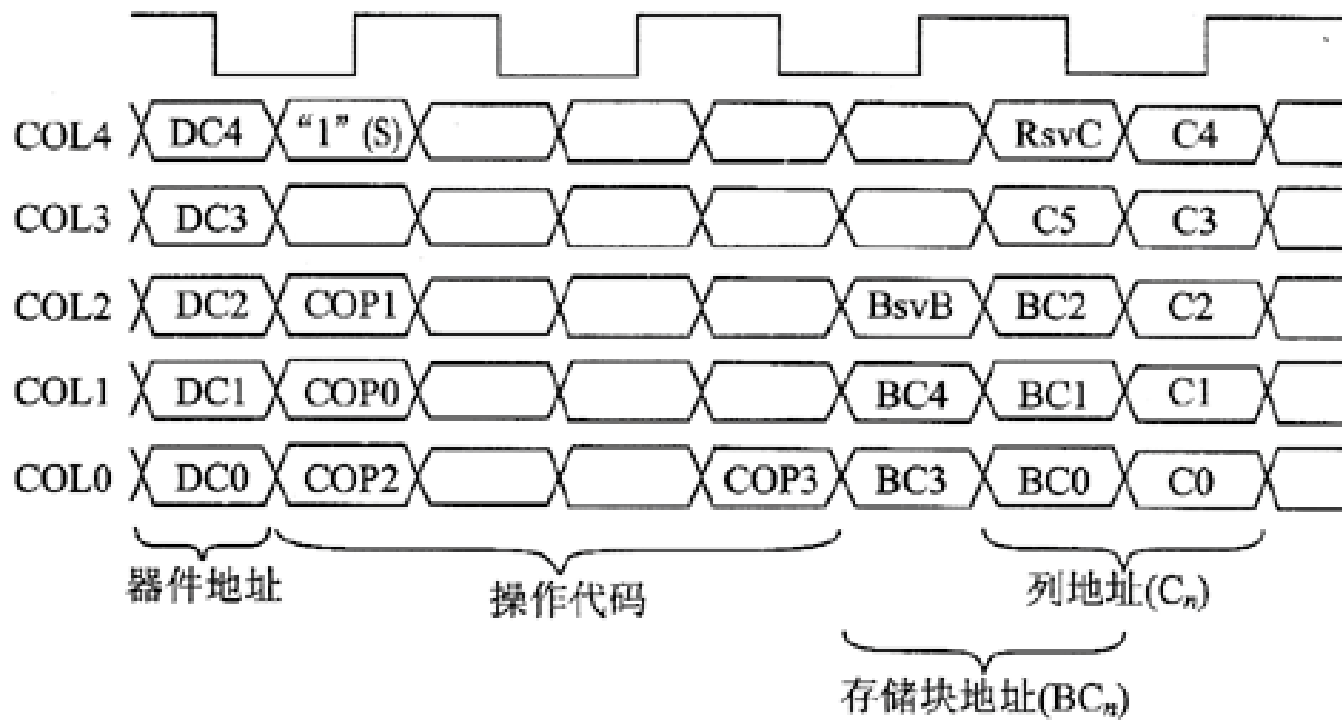 COL4 DC4 “1” (S) RsvC C4
COL3 DC3 C5 C3
COL2 DC2 COP1 BsvB BC2 C2
COL1 DC1 COP0 BC4 BC1 C1
COL0 DC0 COP2 COP3 BC3 BC0 C0
器件地址 操作代码 列地址(Cn)
存储块地址(BCn)